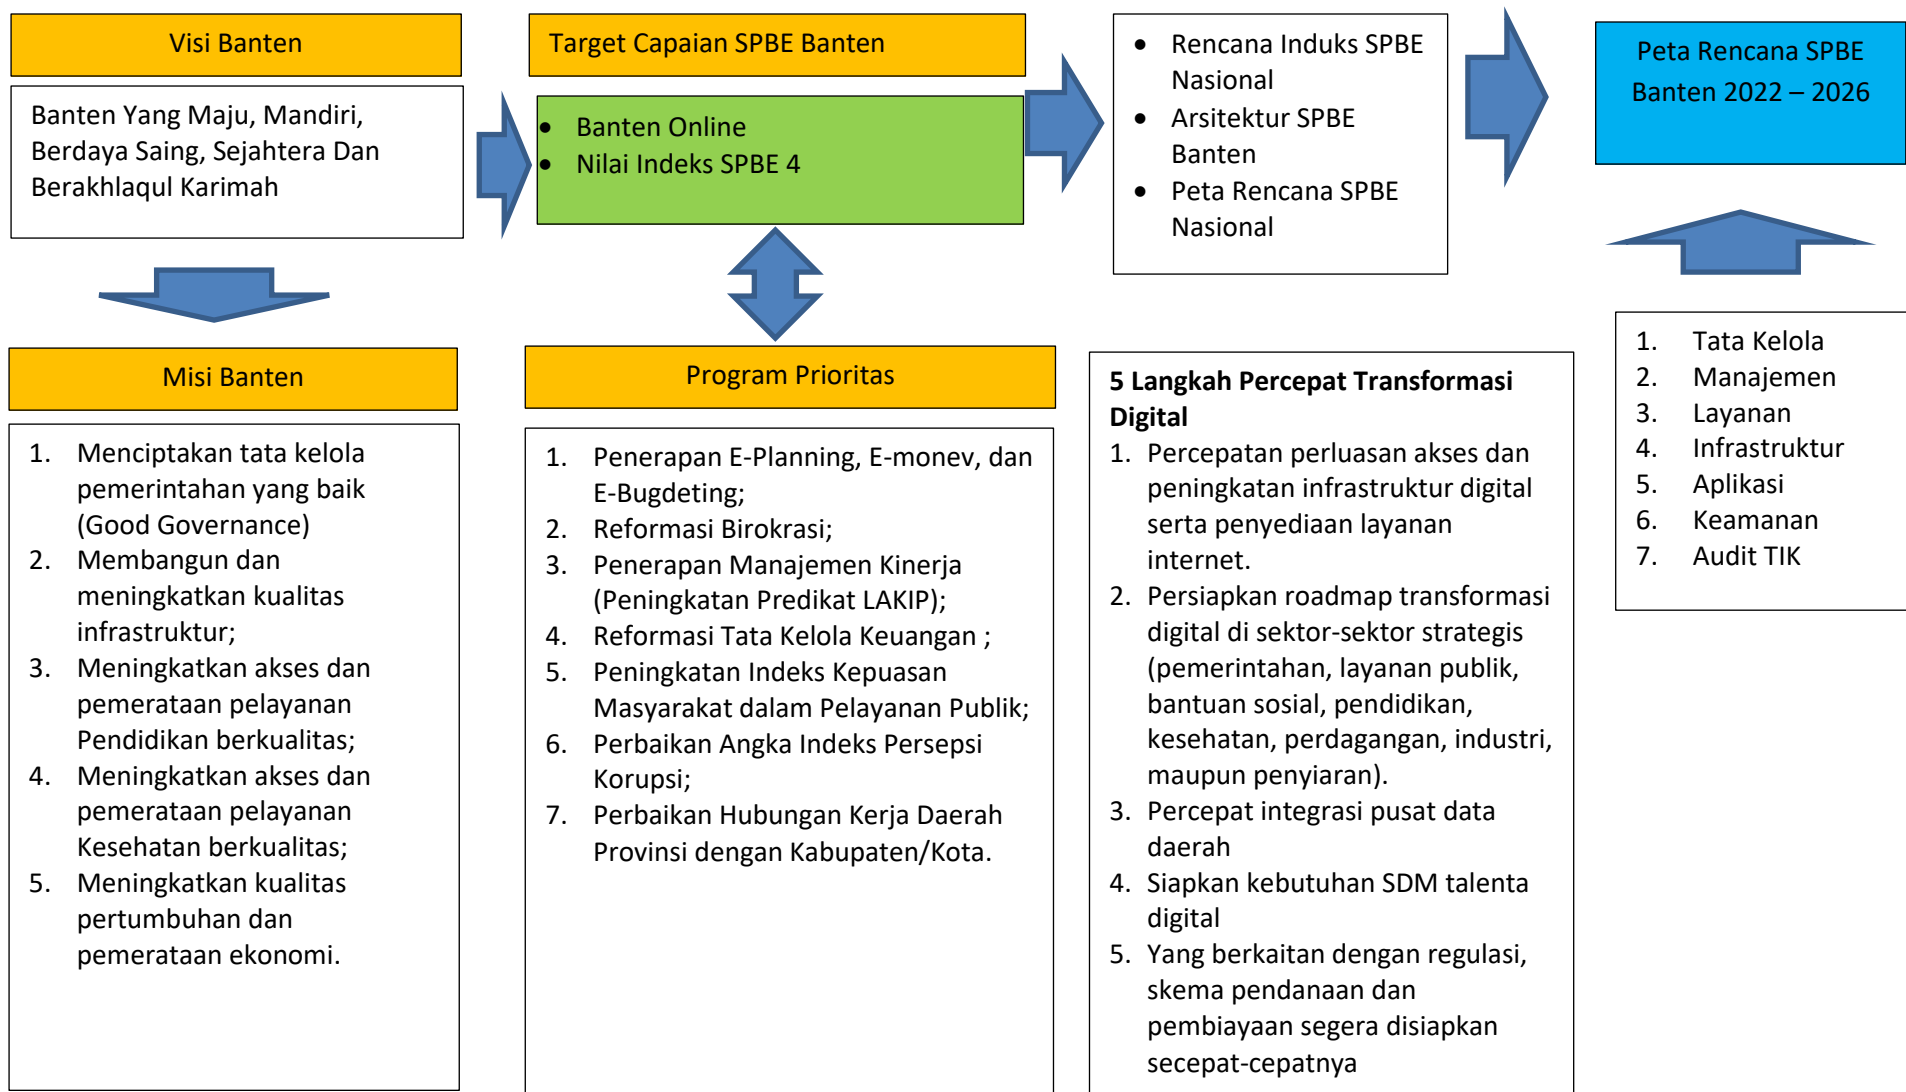 Visi Banten
Banten Yang Maju, Mandiri,
Berdaya Saing, Sejahtera Dan
Berakhlaqul Karimah
Target Capaian SPBE Banten
• Banten Online
• Nilai Indeks SPBE 4
• Rencana Induks SPBE
Nasional
• Arsitektur SPBE
Banten
• Peta Rencana SPBE
Nasional
Peta Rencana SPBE
Banten 2022 – 2026
Misi Banten
1. Menciptakan tata kelola
pemerintahan yang baik
(Good Governance)
2. Membangun dan
meningkatkan kualitas
infrastruktur;
3. Meningkatkan akses dan
pemerataan pelayanan
Pendidikan berkualitas;
4. Meningkatkan akses dan
pemerataan pelayanan
Kesehatan berkualitas;
5. Meningkatkan kualitas
pertumbuhan dan
pemerataan ekonomi.
Program Prioritas
1. Penerapan E-Planning, E-monev, dan
E-Bugdeting;
2. Reformasi Birokrasi;
3. Penerapan Manajemen Kinerja
(Peningkatan Predikat LAKIP);
4. Reformasi Tata Kelola Keuangan ;
5. Peningkatan Indeks Kepuasan
Masyarakat dalam Pelayanan Publik;
6. Perbaikan Angka Indeks Persepsi
Korupsi;
7. Perbaikan Hubungan Kerja Daerah
Provinsi dengan Kabupaten/Kota.
5 Langkah Percepat Transformasi
Digital
1. Percepatan perluasan akses dan
peningkatan infrastruktur digital
serta penyediaan layanan
internet.
2. Persiapkan roadmap transformasi
digital di sektor-sektor strategis
(pemerintahan, layanan publik,
bantuan sosial, pendidikan,
kesehatan, perdagangan, industri,
maupun penyiaran).
3. Percepat integrasi pusat data
daerah
4. Siapkan kebutuhan SDM talenta
digital
5. Yang berkaitan dengan regulasi,
skema pendanaan dan
pembiayaan segera disiapkan
secepat-cepatnya
1. Tata Kelola
2. Manajemen
3. Layanan
4. Infrastruktur
5. Aplikasi
6. Keamanan
7. Audit TIK